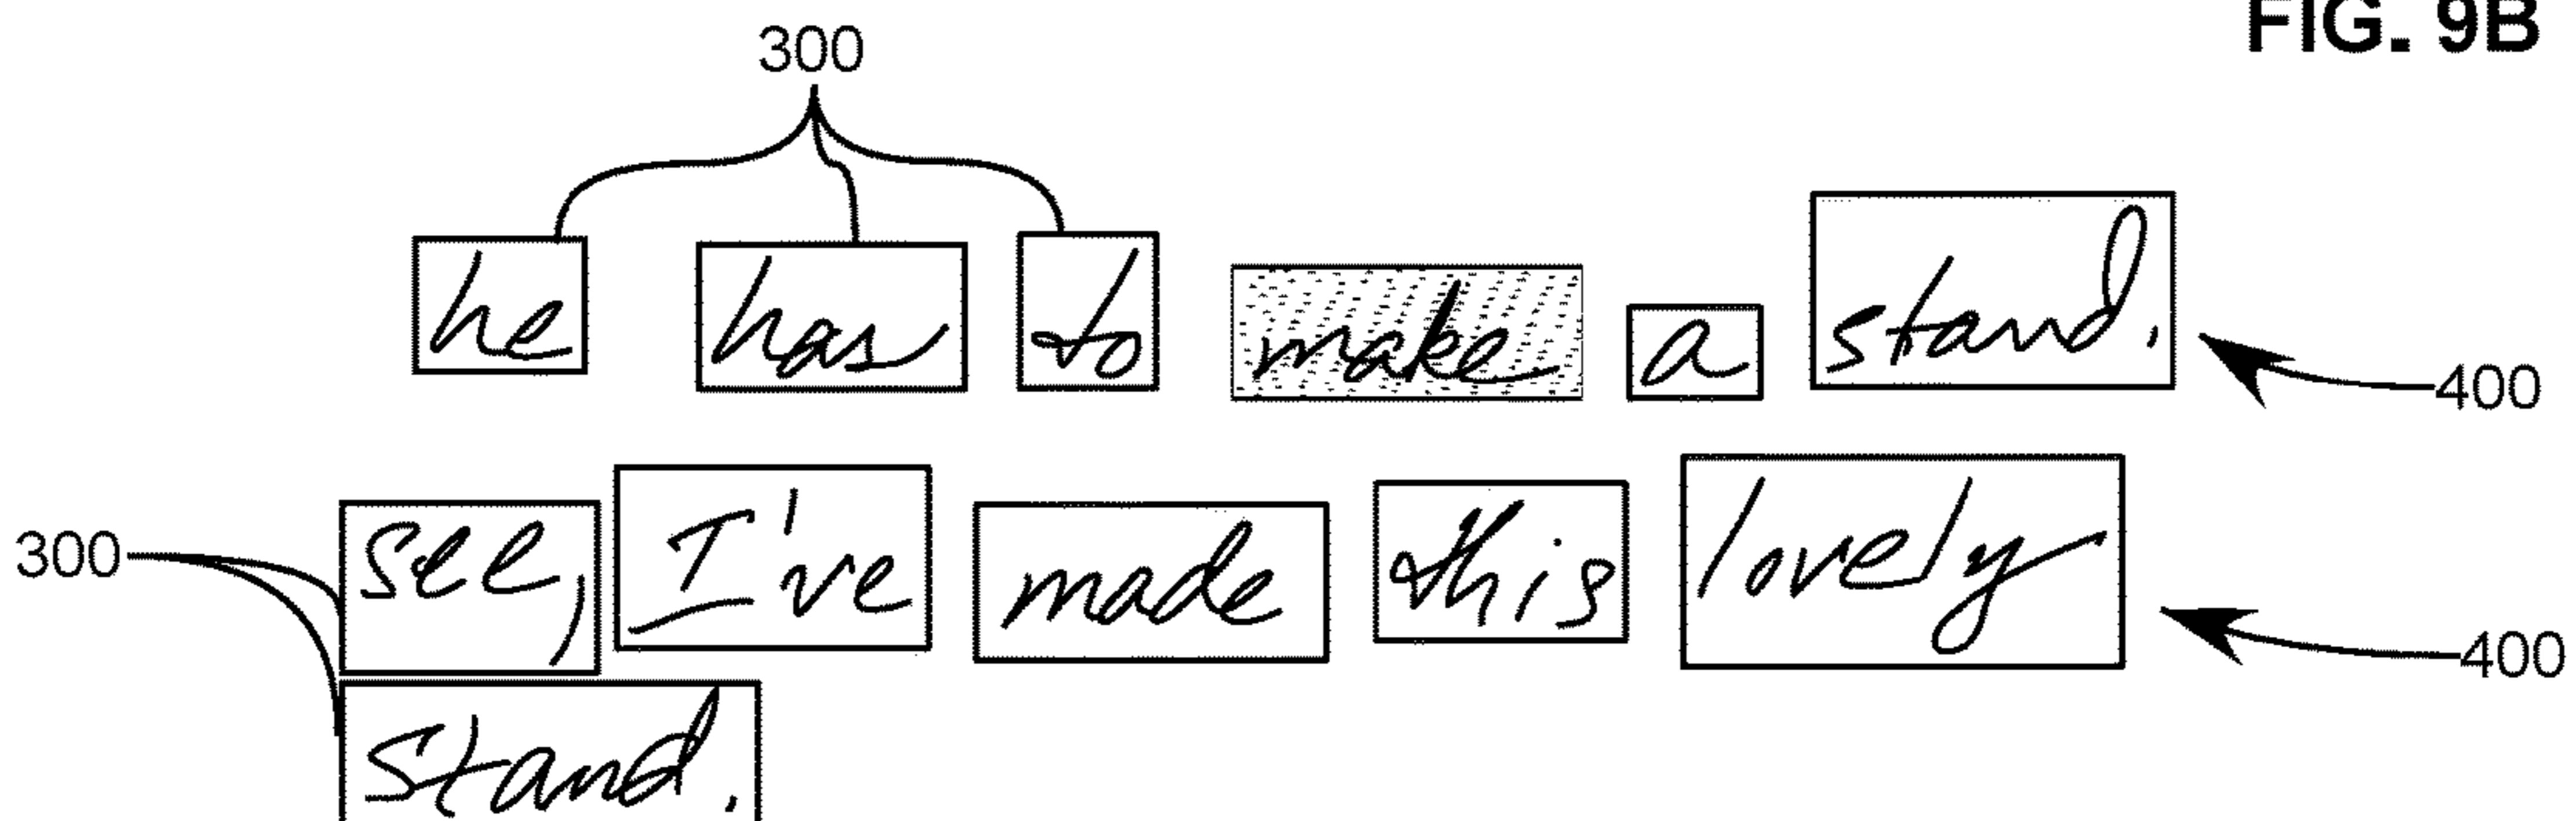 FIG. 9B
300
he has to make a stand.
400
300
see, I've made this lovely
400
stand.